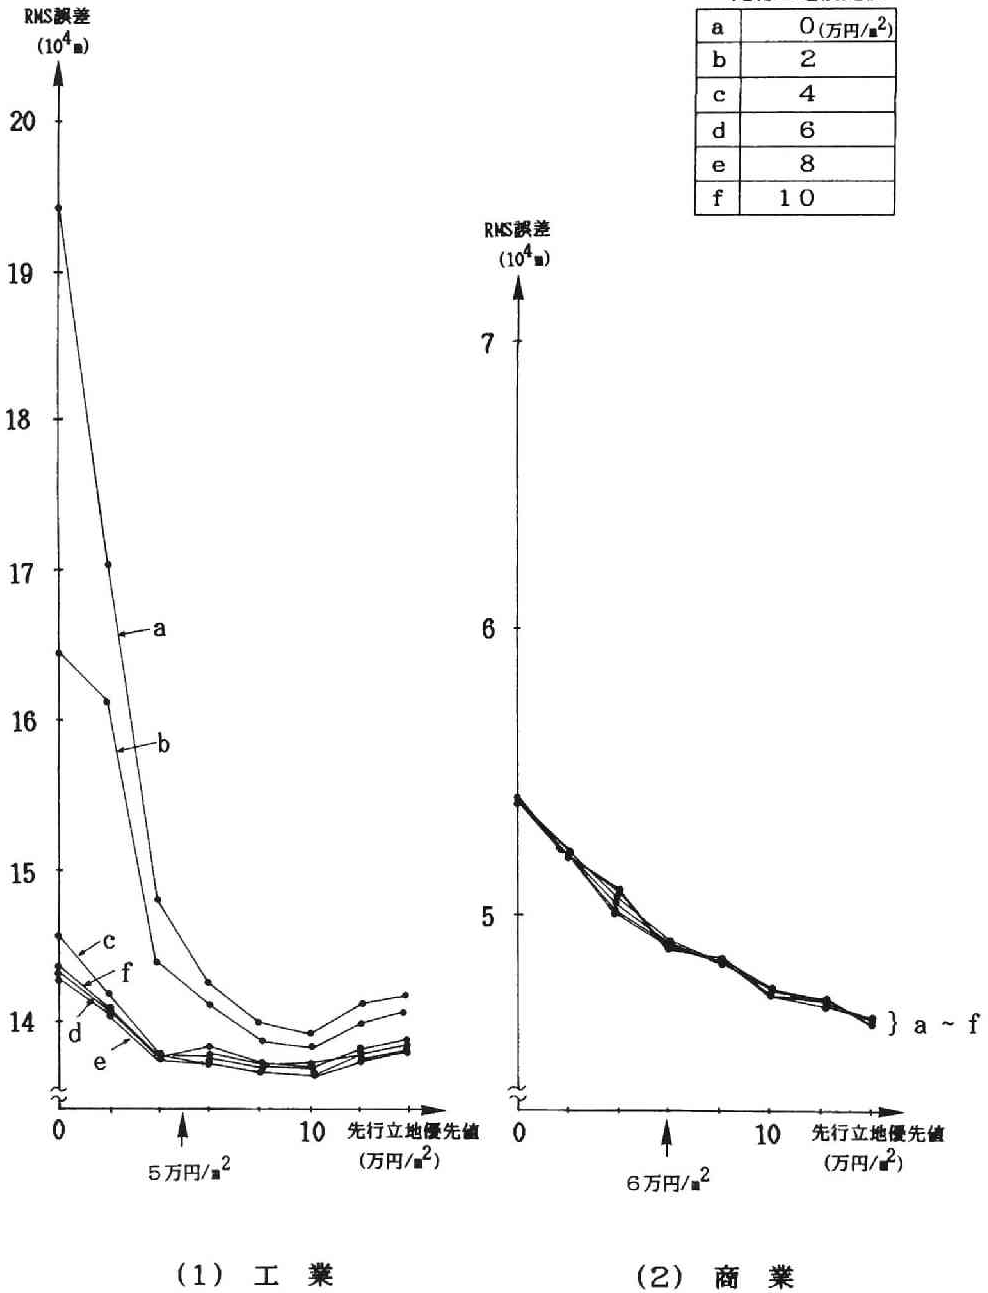 a 0(万円/m²)
b 2
c 4
d 6
e 8
f 10
RMS誤差
(10⁴m)
20
19
18
17
16
15
14
a
b
c
f
d
e
0
10
先行立地優先値
(万円/m²)
5万円/m²
(1) 工 業
RMS誤差
(10⁴m)
7
6
5
} a ~ f
0
10
先行立地優先値
(万円/m²)
6万円/m²
(2) 商 業